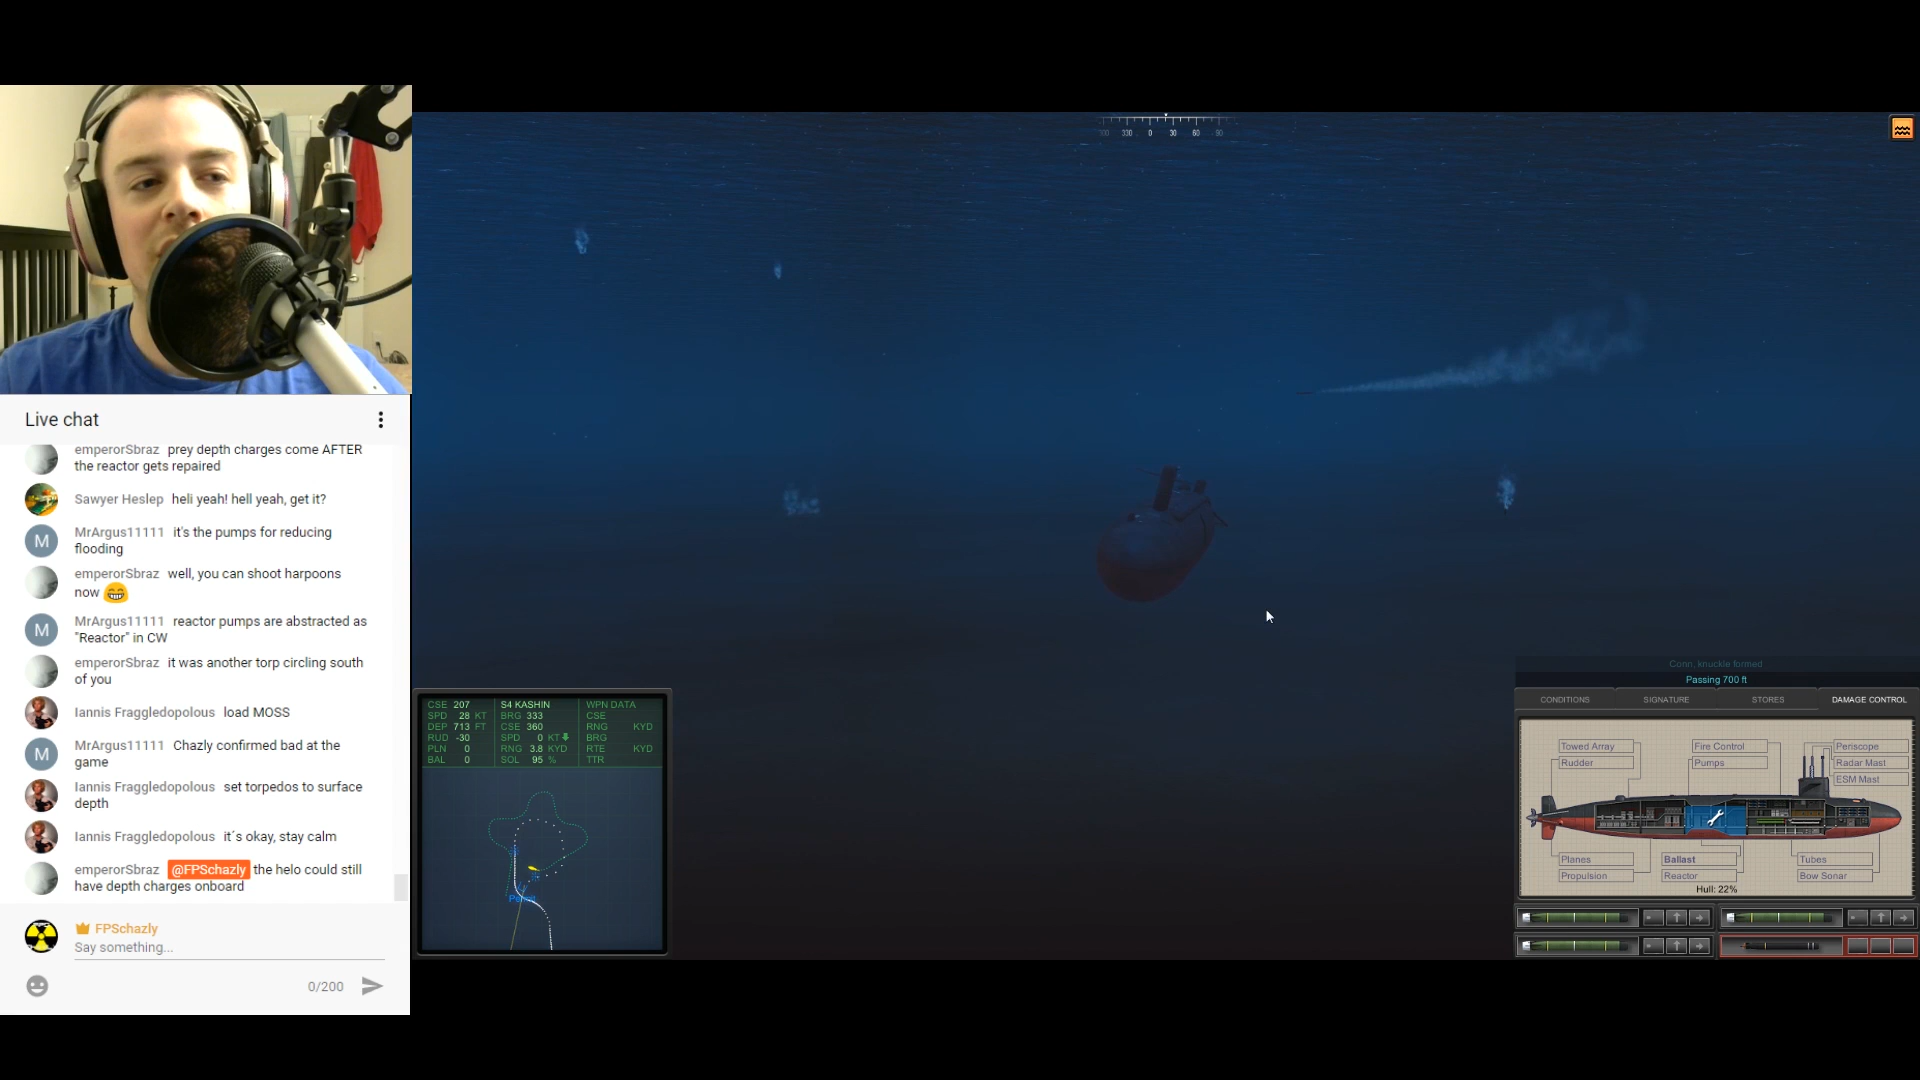 Live chat
emperorSbraz prey depth charges come AFTER
the reactor gets repaired
Sawyer Heslep heli yeah! hell yeah, get it?
MrArgus11111 it's the pumps for reducing
flooding
emperorSbraz well, you can shoot harpoons
now
M
MrArgus11111 reactor pumps are abstracted as
"Reactor" in CW
M
emperorSbraz it was another torp circling south
of you
Iannis Fraggledopolous load MOSS
MrArgus11111 Chazly confirmed bad at the
game
M
Iannis Fraggledopolous set torpedos to surface
depth
Iannis Fraggledopolous it´s okay, stay calm
emperorSbraz @FPSchazly the helo could still
have depth charges onboard
FPSchazly
Say something...
0/200
330 0 30 60 90
CSE 207
SPD 28 KT
DEP 713 FT
RUD -30
PLN 0
BAL 0
S4 KASHIN
BRG 333
CSE 360
SPD 0 KT
RNG 3.8 KYD
SOL 95 %
WPN DATA
CSE
RNG KYD
BRG
RTE KYD
TTR
Conn, knuckle formed
Passing 700 ft
CONDITIONS SIGNATURE STORES DAMAGE CONTROL
Towed Array
Rudder
Fire Control
Pumps
Periscope
Radar Mast
ESM Mast
Planes
Propulsion
Ballast
Reactor
Tubes
Bow Sonar
Hull: 22%